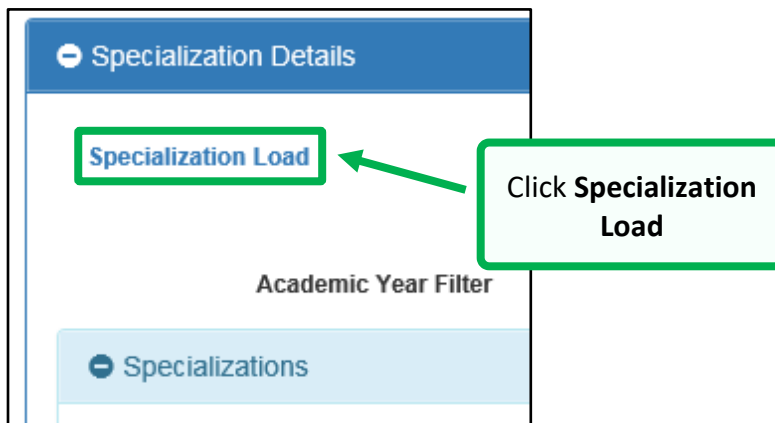 Specialization Details
Specialization Load
Click Specialization
Load
Academic Year Filter
Specializations